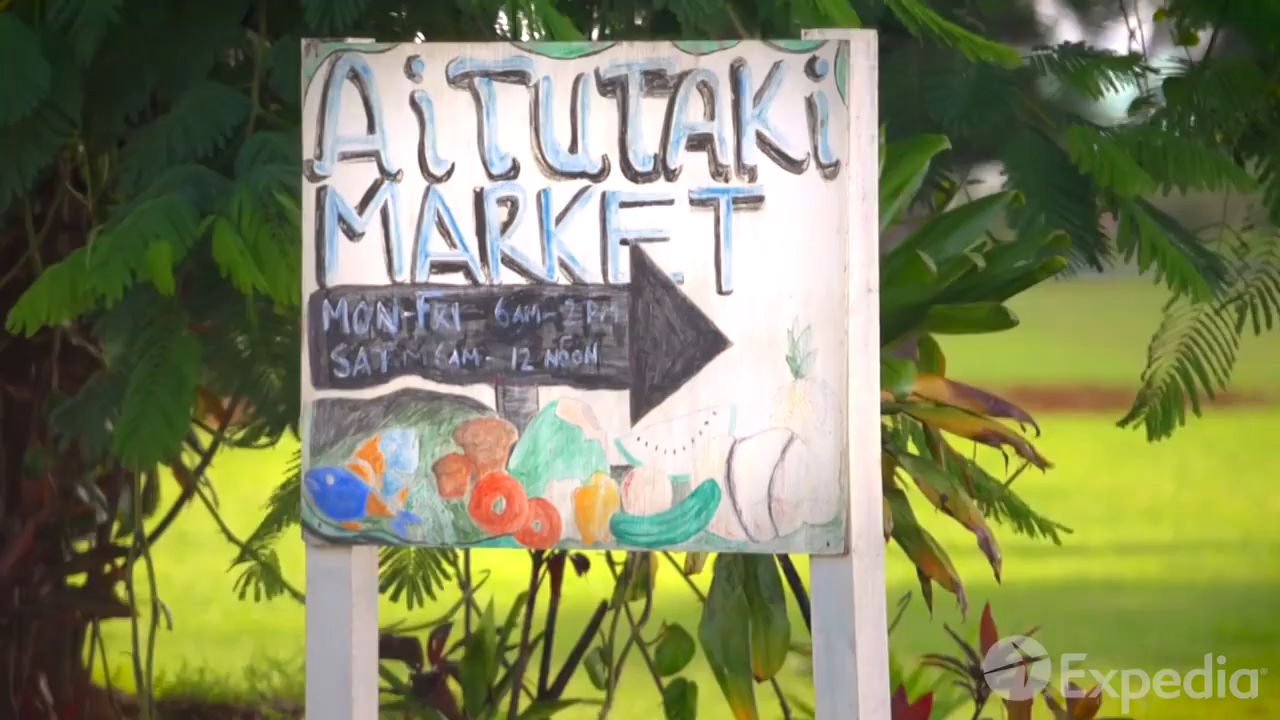 AiTUTAKi
MARKET
MON-FRI 6AM-2PM
SAT 6AM- 12 NOON
Expedia